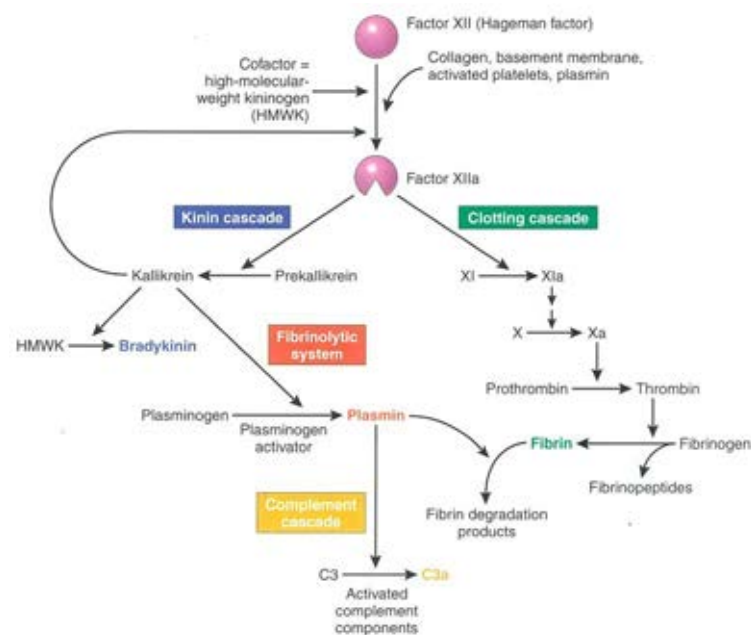 Factor XII (Hageman factor)
Cofactor =
high-molecular-
weight kininogen
(HMWK)
Collagen, basement membrane,
activated platelets, plasmin
Factor XIIa
Kinin cascade
Clotting cascade
Kallikrein
Prekallikrein
XI
XIa
HMWK
Bradykinin
Fibrinolytic
system
X
Xa
Prothrombin
Thrombin
Plasminogen
Plasminogen
activator
Plasmin
Fibrin
Fibrinogen
Fibrinopeptides
Fibrin degradation
products
Complement
cascade
C3
C3a
Activated
complement
components